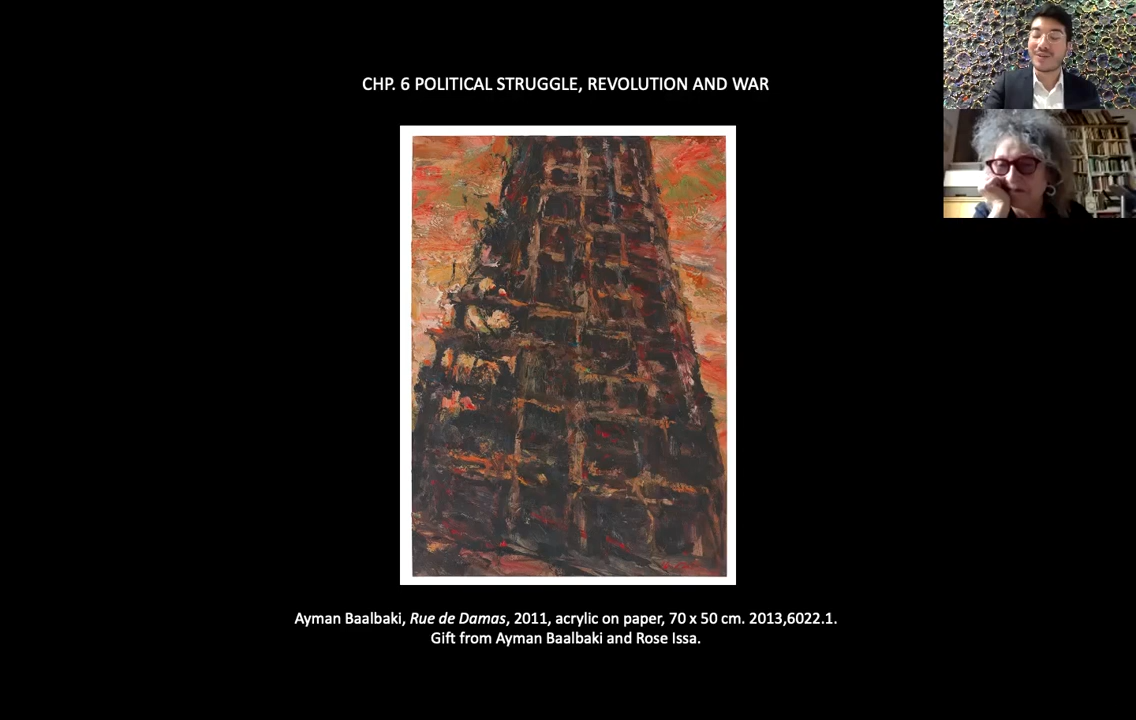 CHP. 6 POLITICAL STRUGGLE, REVOLUTION AND WAR
Ayman Baalbaki, Rue de Damas, 2011, acrylic on paper, 70 x 50 cm. 2013,6022.1.
Gift from Ayman Baalbaki and Rose Issa.